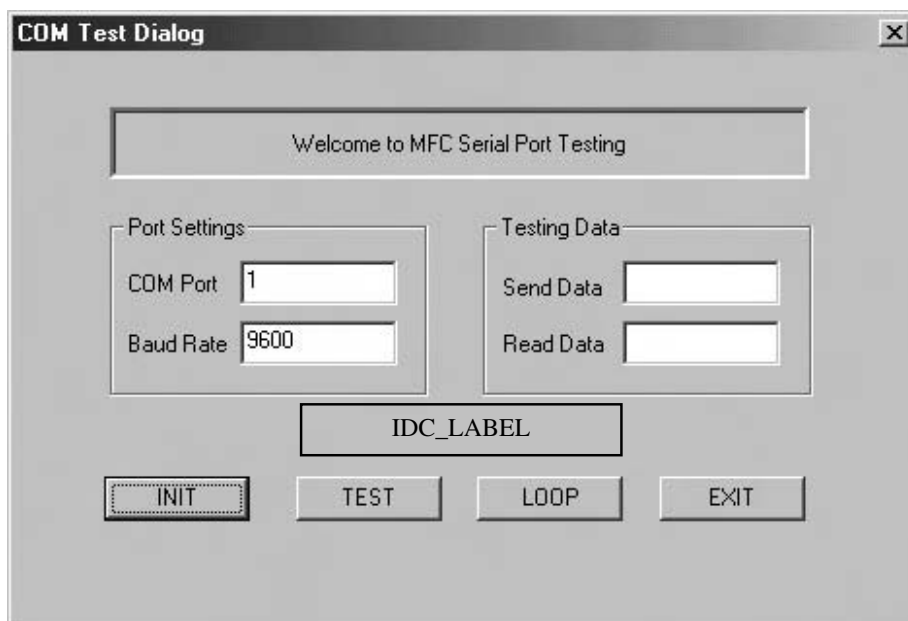 COM Test Dialog
Welcome to MFC Serial Port Testing
Port Settings
COM Port 1
Baud Rate 9600
Testing Data
Send Data
Read Data
IDC_LABEL
INIT TEST LOOP EXIT